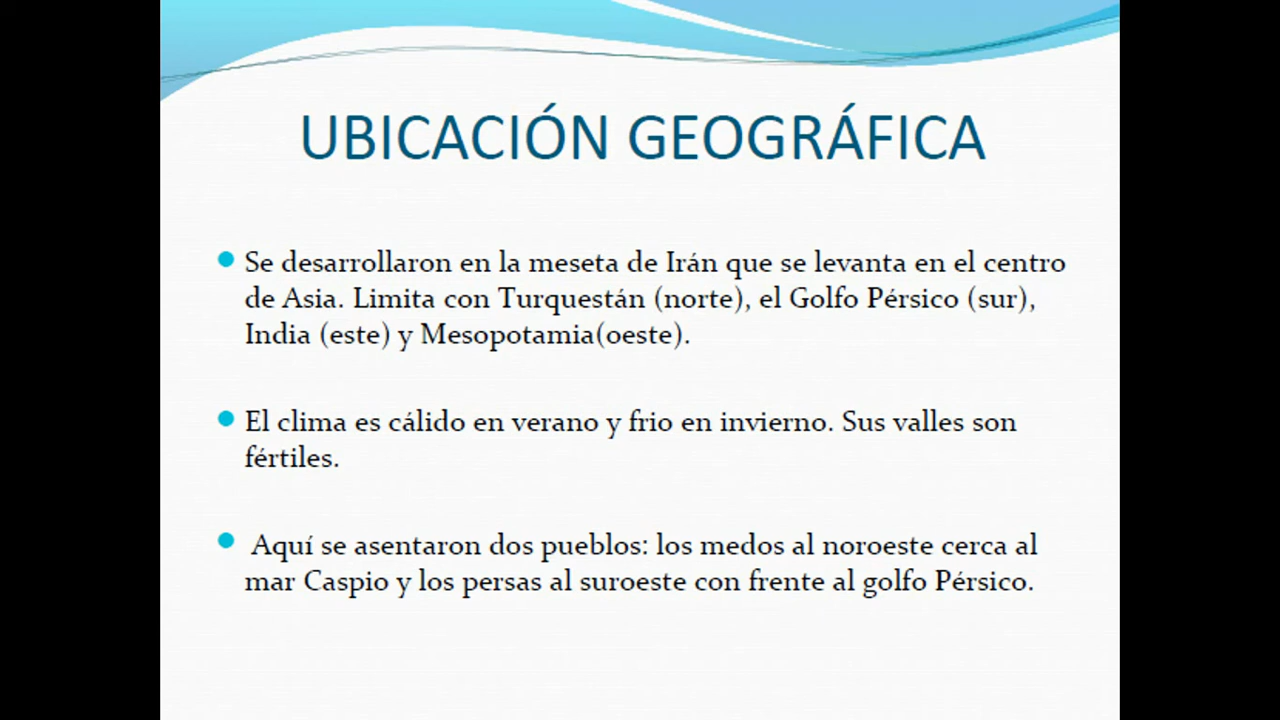 UBICACIÓN GEOGRÁFICA
Se desarrollaron en la meseta de Irán que se levanta en el centro
de Asia. Limita con Turquestán (norte), el Golfo Pérsico (sur),
India (este) y Mesopotamia(oeste).
El clima es cálido en verano y frio en invierno. Sus valles son
fértiles.
Aquí se asentaron dos pueblos: los medos al noroeste cerca al
mar Caspio y los persas al suroeste con frente al golfo Pérsico.